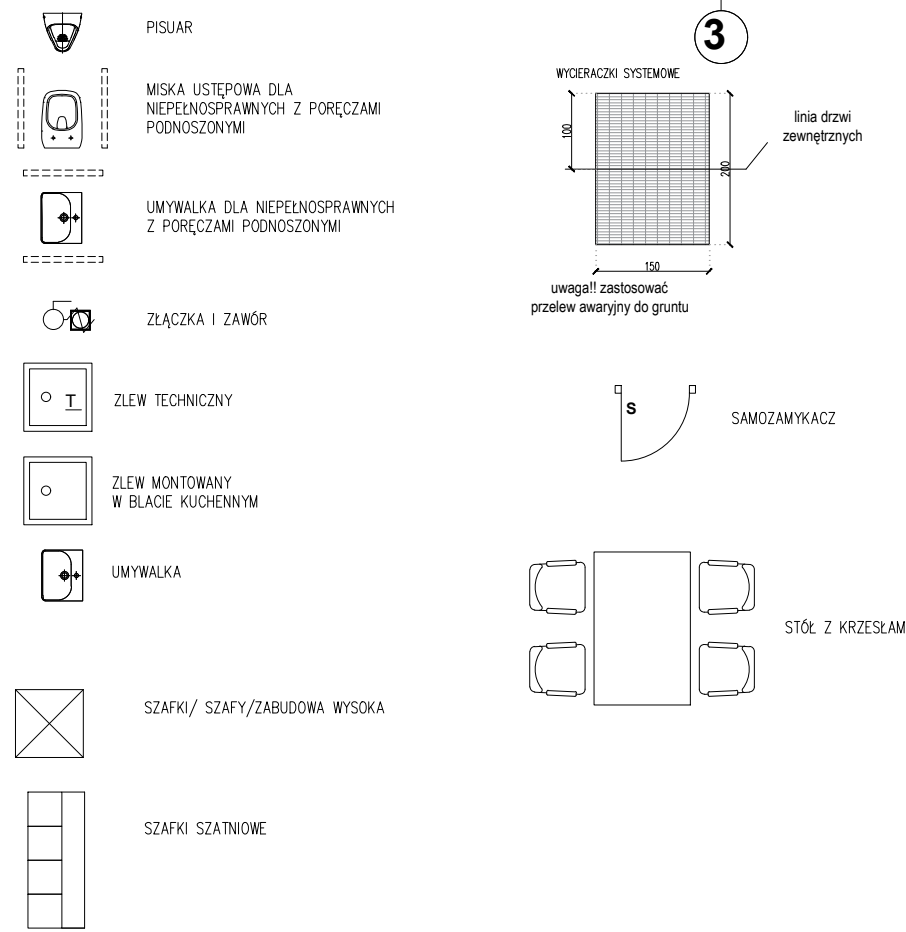 PISUAR
MISKA USTĘPOWA DLA
NIEPEŁNOSPRAWNYCH Z PORĘCZAMI
PODNOSZONYMI
UMYWALKA DLA NIEPEŁNOSPRAWNYCH
Z PORĘCZAMI PODNOSZONYMI
ZŁĄCZKA I ZAWÓR
T
ZLEW TECHNICZNY
ZLEW MONTOWANY
W BLACIE KUCHENNYM
UMYWALKA
SZAFKI/ SZAFY/ZABUDOWA WYSOKA
SZAFKI SZATNIOWE
3
WYCIERACZKI SYSTEMOWE
100
200
linia drzwi
zewnętrznych
150
uwaga!! zastosować
przelew awaryjny do gruntu
S
SAMOZAMYKACZ
STÓŁ Z KRZESŁAM